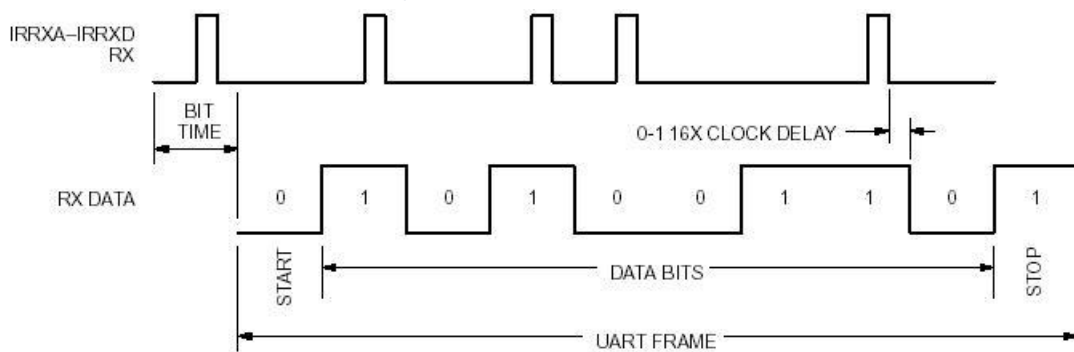 IRRXA–IRRXD
RX
BIT
TIME
0-1 16X CLOCK DELAY
RX DATA
0 1 0 1 0 0 1 1 0 1
START
DATA BITS
STOP
UART FRAME